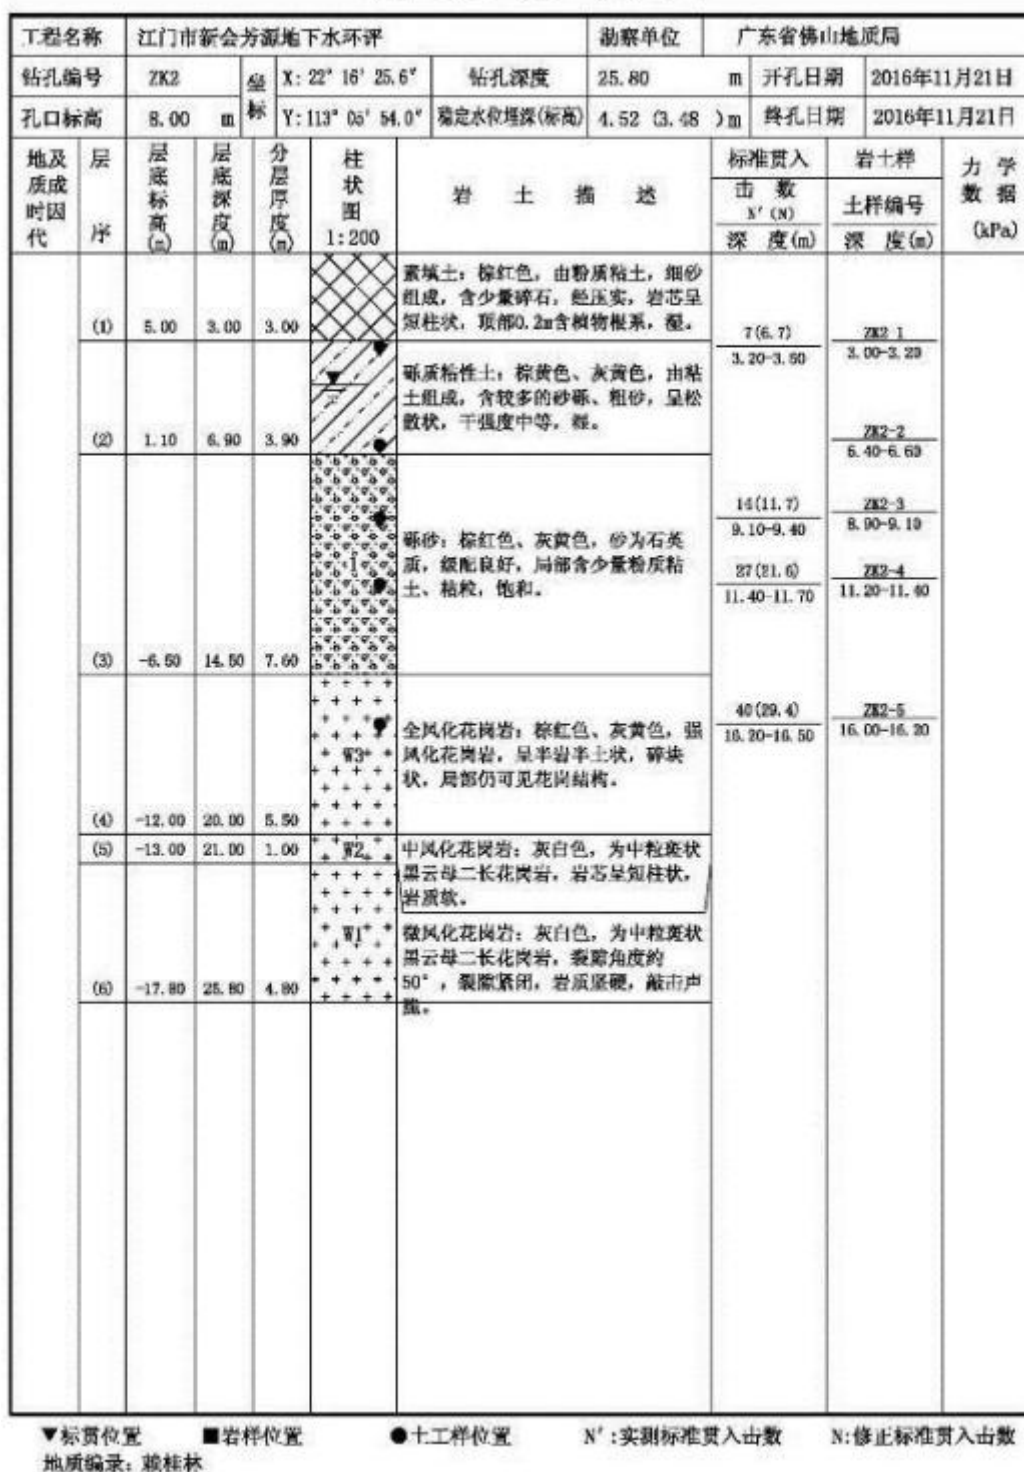 工程名称 江门市新会芳源地下水环评 勘察单位 广东省佛山地质局
钻孔编号 ZK2 坐标 X: 22° 16' 25.6" 钻孔深度 25.80 m 开孔日期 2016年11月21日
孔口标高 8.00 m Y: 113° 05' 54.0" 稳定水位埋深(标高) 4.52 (3.48 )m 终孔日期 2016年11月21日
地质时代及成因 层序 层底标高(m) 层底深度(m) 分层厚度(m) 柱状图 1:200 岩 土 描 述 标准贯入 击 数 N' (N) 深 度(m) 岩土样 土样编号 深 度(m) 力 学 数 据 (kPa)
素填土：棕红色，由粉质粘土，细砂
组成，含少量碎石，经压实，岩芯呈
短柱状，顶部0.2m含植物根系，湿。
(1) 5.00 3.00 3.00
7(6.7) ZK2-1
3.20-3.50 3.00-3.20
砾质粘性土：棕黄色、灰黄色，由粘
土组成，含较多的砂砾、粗砂，呈松
散状，干强度中等，湿。
(2) 1.10 6.90 3.90
ZK2-2
6.40-6.60
14(11.7) ZK2-3
9.10-9.40 8.90-9.10
砾砂：棕红色、灰黄色，砂为石英
质，级配良好，局部含少量粉质粘
土、粘粒，饱和。
27(21.6) ZK2-4
11.40-11.70 11.20-11.40
(3) -6.50 14.50 7.60
40(29.4) ZK2-5
16.20-16.50 16.00-16.20
全风化花岗岩：棕红色、灰黄色，强
风化花岗岩，呈半岩半土状，碎块
状，局部仍可见花岗结构。
W3
(4) -12.00 20.00 5.50
(5) -13.00 21.00 1.00 W2
中风化花岗岩：灰白色，为中粒斑状
黑云母二长花岗岩，岩芯呈短柱状，
岩质软。
W1
微风化花岗岩：灰白色，为中粒斑状
黑云母二长花岗岩，裂隙角度约
50°，裂隙紧闭，岩质坚硬，敲击声
脆。
(6) -17.80 25.80 4.80
▼标贯位置 ■岩样位置 ●土工样位置 N':实测标准贯入击数 N:修正标准贯入击数
地质编录：赖桂林